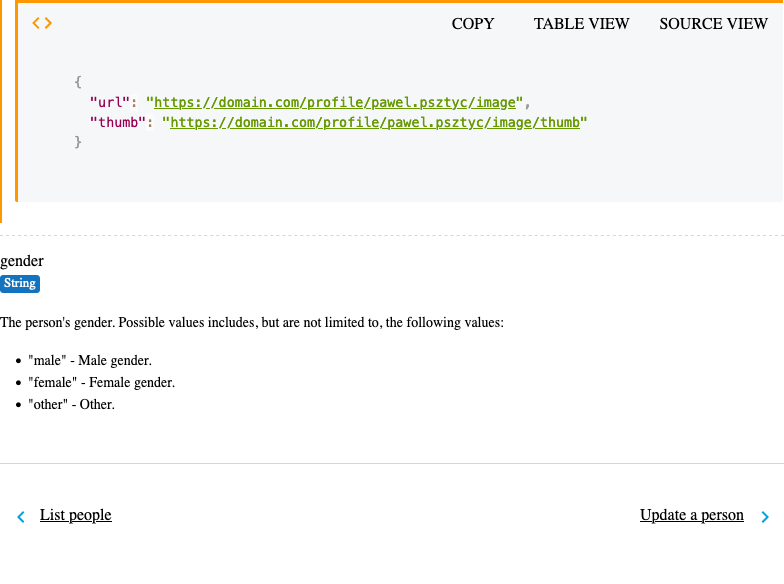 COPY TABLE VIEW SOURCE VIEW
{
"url": "https://domain.com/profile/pawel.psztyc/image",
"thumb": "https://domain.com/profile/pawel.psztyc/image/thumb"
}
gender
String
The person's gender. Possible values includes, but are not limited to, the following values:
• "male" - Male gender.
• "female" - Female gender.
• "other" - Other.
List people
Update a person